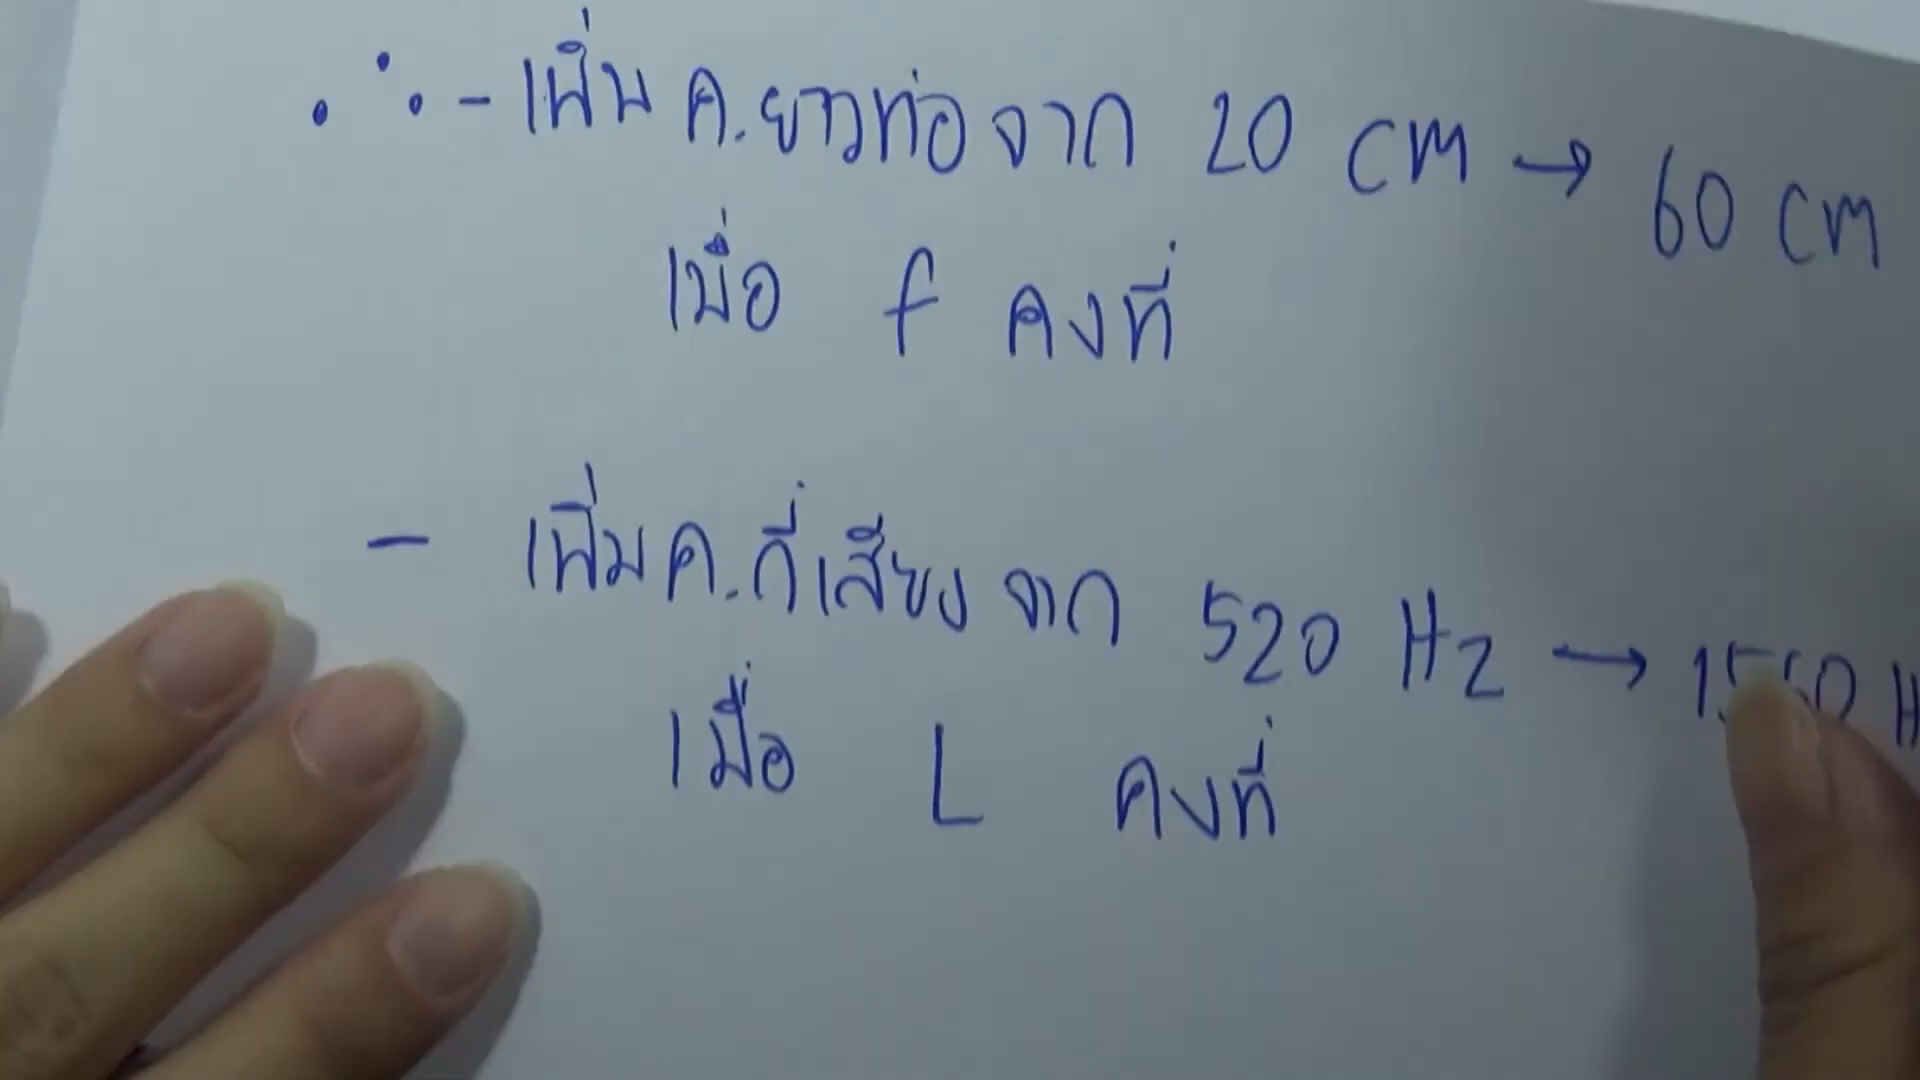 ∴ - เพิ่ม ค.ยาวท่อ จาก 20 cm → 60 cm
เมื่อ f คงที่
- เพิ่ม ค.ถี่เสียง จาก 520 Hz →
เมื่อ L คงที่